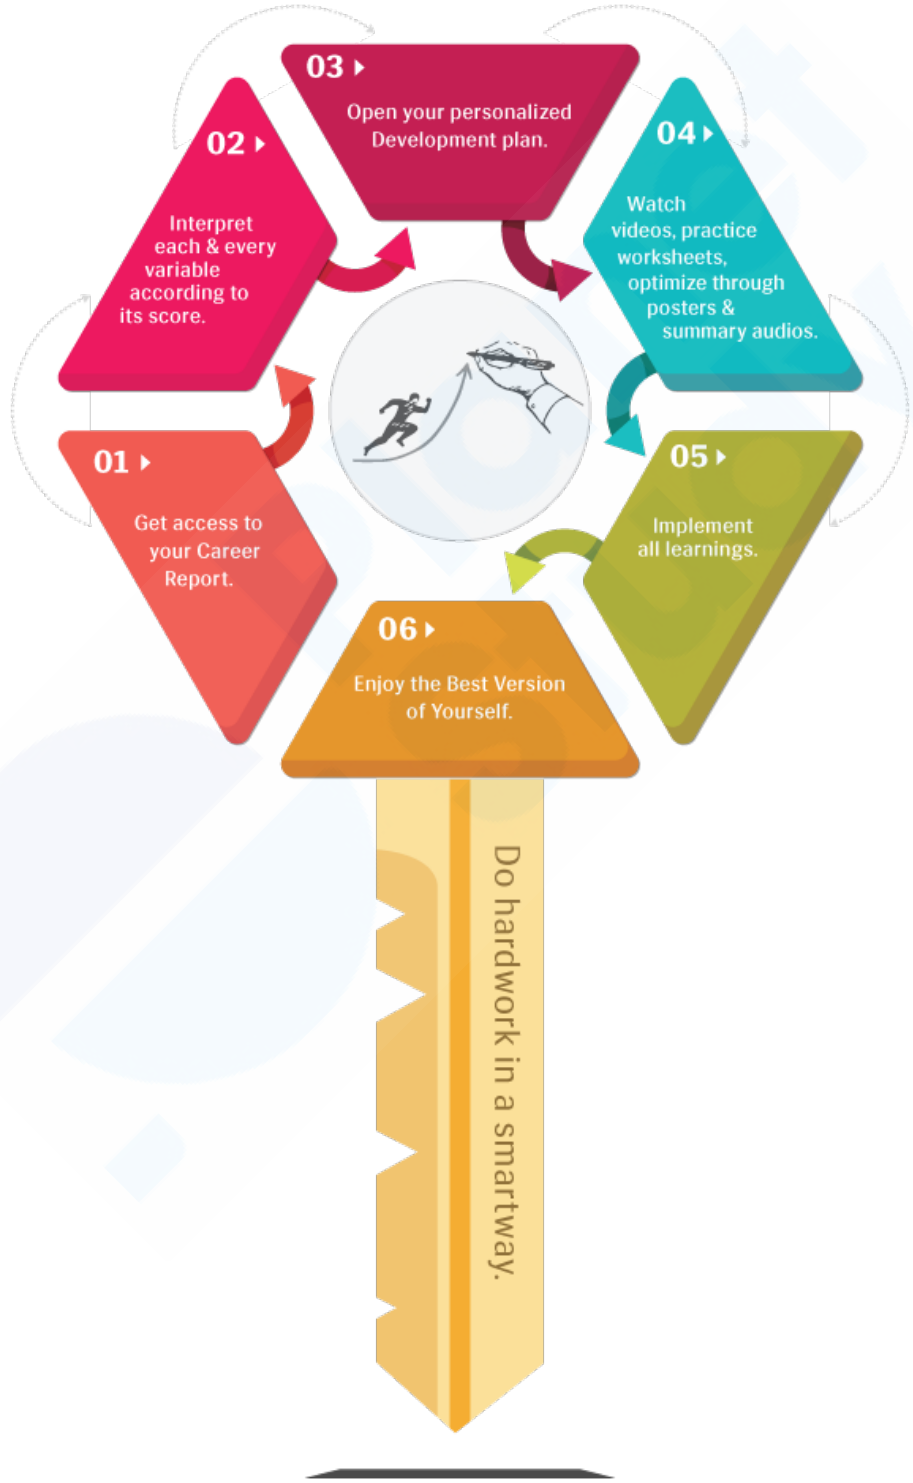 01
Get access to
your Career
Report.
02
Interpret
each & every
variable
according to
its score.
03
Open your personalized
Development plan.
04
Watch
videos, practice
worksheets,
optimize through
posters &
summary audios.
05
Implement
all learnings.
06
Enjoy the Best Version
of Yourself.
Do hardwork in a smartway.